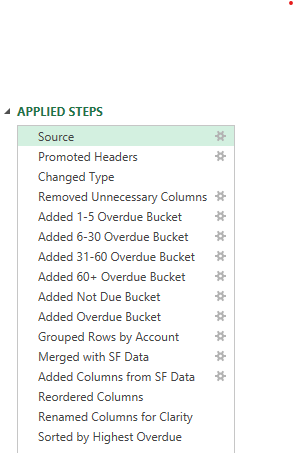 APPLIED STEPS
Source
Promoted Headers
Changed Type
Removed Unnecessary Columns
Added 1-5 Overdue Bucket
Added 6-30 Overdue Bucket
Added 31-60 Overdue Bucket
Added 60+ Overdue Bucket
Added Not Due Bucket
Added Overdue Bucket
Grouped Rows by Account
Merged with SF Data
Added Columns from SF Data
Reordered Columns
Renamed Columns for Clarity
Sorted by Highest Overdue